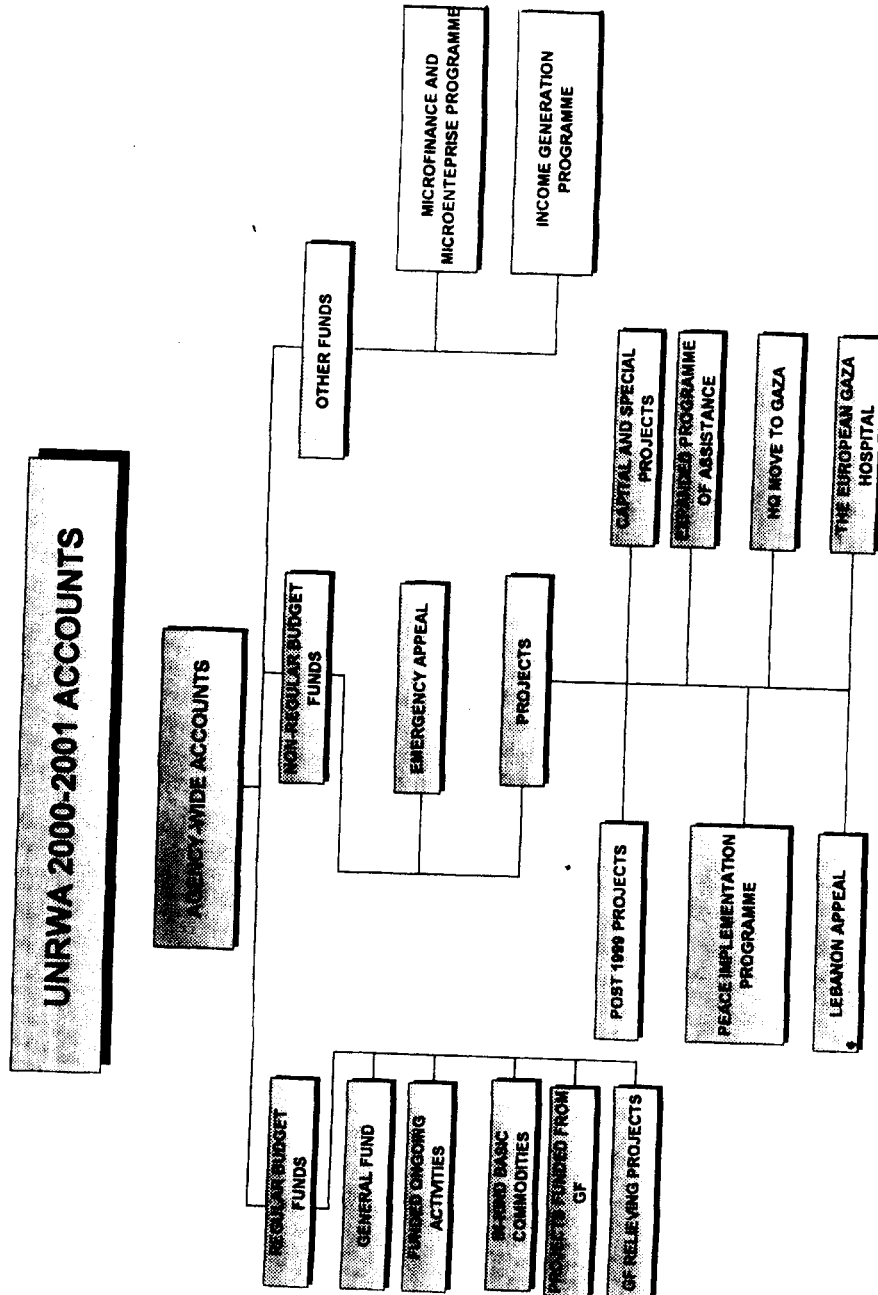 UNRWA 2000-2001 ACCOUNTS
AGENCY-WIDE ACCOUNTS
REGULAR BUDGET
FUNDS
GENERAL FUND
FUNDED ONGOING
ACTIVITIES
IN-KIND BASIC
COMMODITIES
PROJECTS FUNDED FROM
GF
GF RELIEVING PROJECTS
NON-REGULAR BUDGET
FUNDS
EMERGENCY APPEAL
PROJECTS
POST 1999 PROJECTS
PEACE IMPLEMENTATION
PROGRAMME
LEBANON APPEAL
CAPITAL AND SPECIAL
PROJECTS
EXPANDED PROGRAMME
OF ASSISTANCE
HQ MOVE TO GAZA
THE EUROPEAN GAZA
HOSPITAL
OTHER FUNDS
MICROFINANCE AND
MICROENTEPRISE PROGRAMME
INCOME GENERATION
PROGRAMME